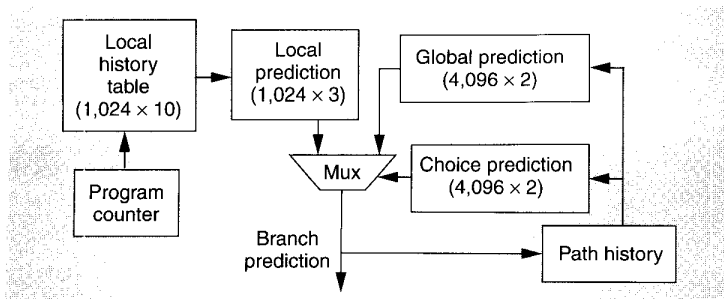 Local
history
table
(1,024 × 10)
Local
prediction
(1,024 × 3)
Global prediction
(4,096 × 2)
Mux
Choice prediction
(4,096 × 2)
Program
counter
Branch
prediction
Path history